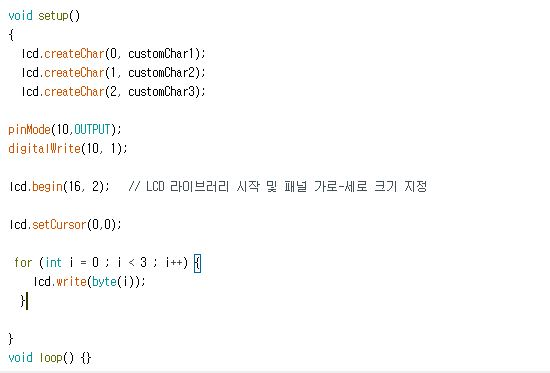 void setup()
{
lcd.createChar(0, customChar1);
lcd.createChar(1, customChar2);
lcd.createChar(2, customChar3);
pinMode(10,OUTPUT);
digitalWrite(10, 1);
lcd.begin(16, 2);   // LCD 라이브러리 시작 및 패널 가로-세로 크기 지정
lcd.setCursor(0,0);
for (int i = 0 ; i < 3 ; i++) {
lcd.write(byte(i));
}
}
void loop() {}